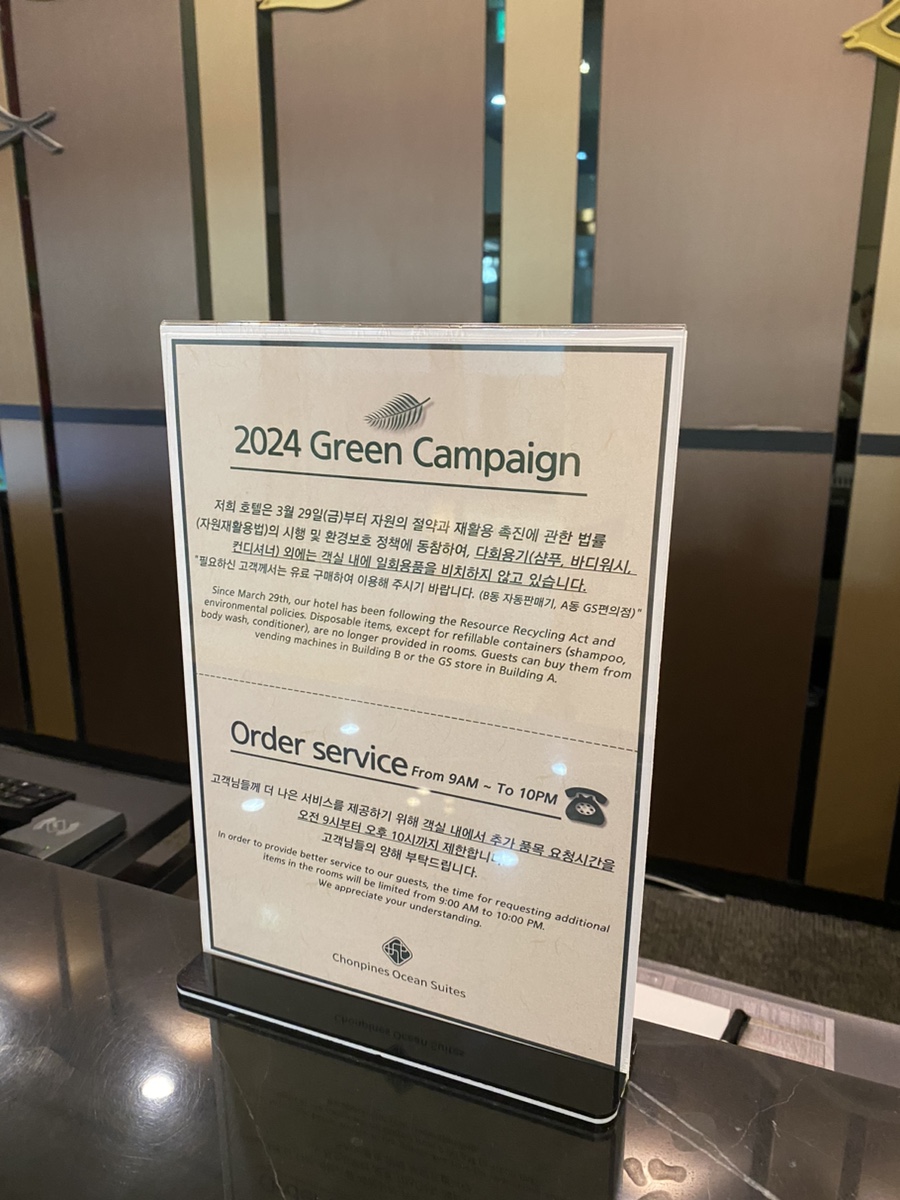 2024 Green Campaign
저희 호텔은 3월 29일(금)부터 자원의 절약과 재활용 촉진에 관한 법률
(자원재활용법)의 시행 및 환경보호 정책에 동참하여, 다회용기(샴푸, 바디워시,
컨디셔너) 외에는 객실 내에 일회용품을 비치하지 않고 있습니다.
"필요하신 고객께서는 유료 구매하여 이용해 주시기 바랍니다. (B동 자동판매기, A동 GS편의점)"
Since March 29th, our hotel has been following the Resource Recycling Act and
environmental policies. Disposable items, except for refillable containers (shampoo,
body wash, conditioner), are no longer provided in rooms. Guests can buy them from
vending machines in Building B or the GS store in Building A.
Order service From 9AM ~ To 10PM
고객님들께 더 나은 서비스를 제공하기 위해 객실 내에서 추가 품목 요청시간을
오전 9시부터 오후 10시까지 제한합니다.
고객님들의 양해 부탁드립니다.
In order to provide better service to our guests, the time for requesting additional
items in the rooms will be limited from 9:00 AM to 10:00 PM.
We appreciate your understanding.
Chonpines Ocean Suites